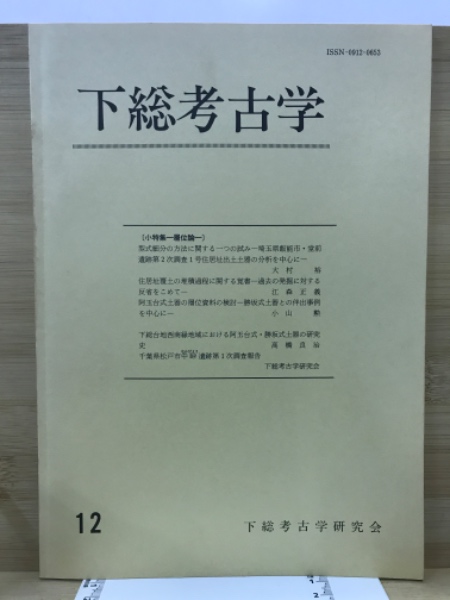 ISSN-0912-0653
下総考古学
〔小特集―層位論―〕
型式細分の方法に関する一つの試み―埼玉県飯能市・堂前
遺跡第2次調査1号住居址出土土器の分析を中心に―
大村 裕
住居址覆土の堆積過程に関する覚書―過去の発掘に対する
反省をこめて―
江森正義
阿玉台式土器の層位資料の検討―勝坂式土器との伴出事例
を中心に―
小山 勲
下総台地西南縁地域における阿玉台式・勝坂式土器の研究
史
高橋良治
千葉県松戸市中峠遺跡第1次調査報告
下総考古学研究会
12
下総考古学研究会